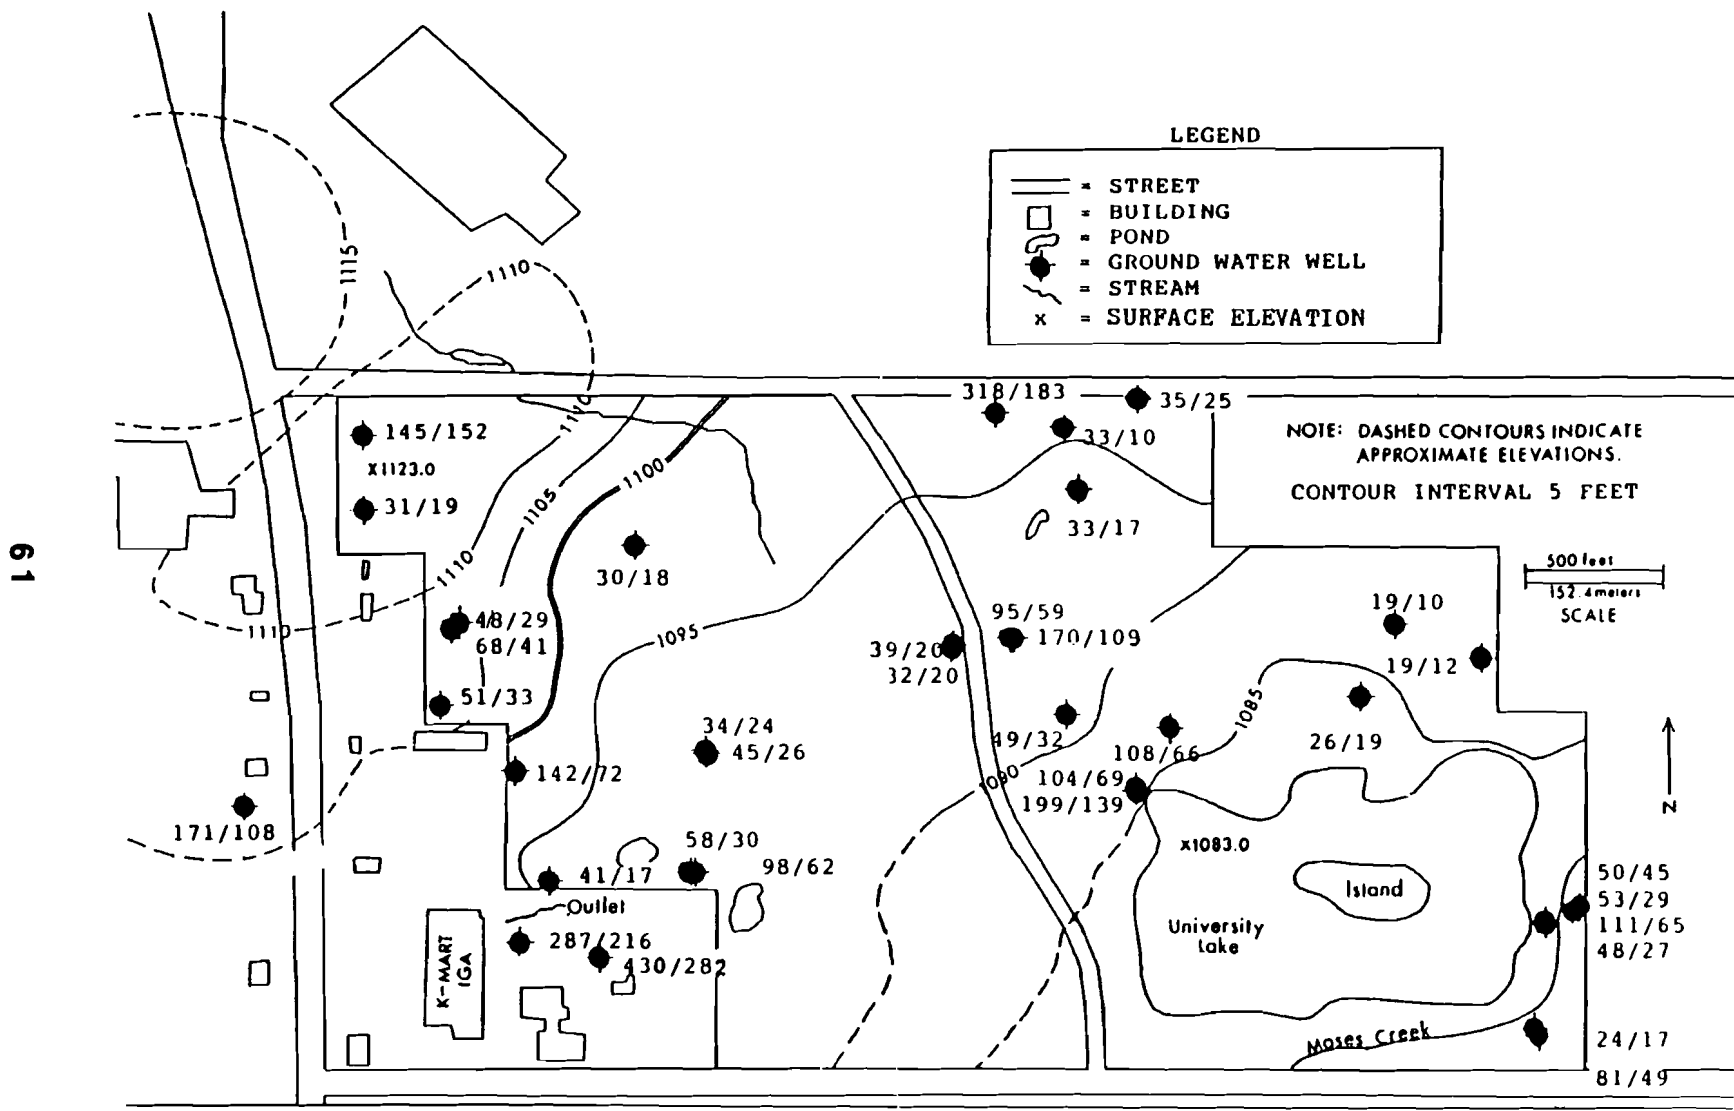 LEGEND
= STREET
= BUILDING
= POND
= GROUND WATER WELL
= STREAM
x = SURFACE ELEVATION
NOTE: DASHED CONTOURS INDICATE
APPROXIMATE ELEVATIONS.
CONTOUR INTERVAL 5 FEET
500 feet
152.4 meters
SCALE
N
1115
1110
1110
1110
1110
1105
1100
1095
1090
1085
318/183
35/25
33/10
33/17
145/152
X1123.0
31/19
30/18
48/29
68/41
51/33
142/72
171/108
34/24
45/26
58/30
98/62
41/17
Outlet
287/216
430/282
K-MART
IGA
95/59
170/109
39/20
32/20
49/32
108/66
104/69
199/139
19/10
19/12
26/19
x1083.0
Island
University
Lake
Moses Creek
50/45
53/29
111/65
48/27
24/17
81/49
61